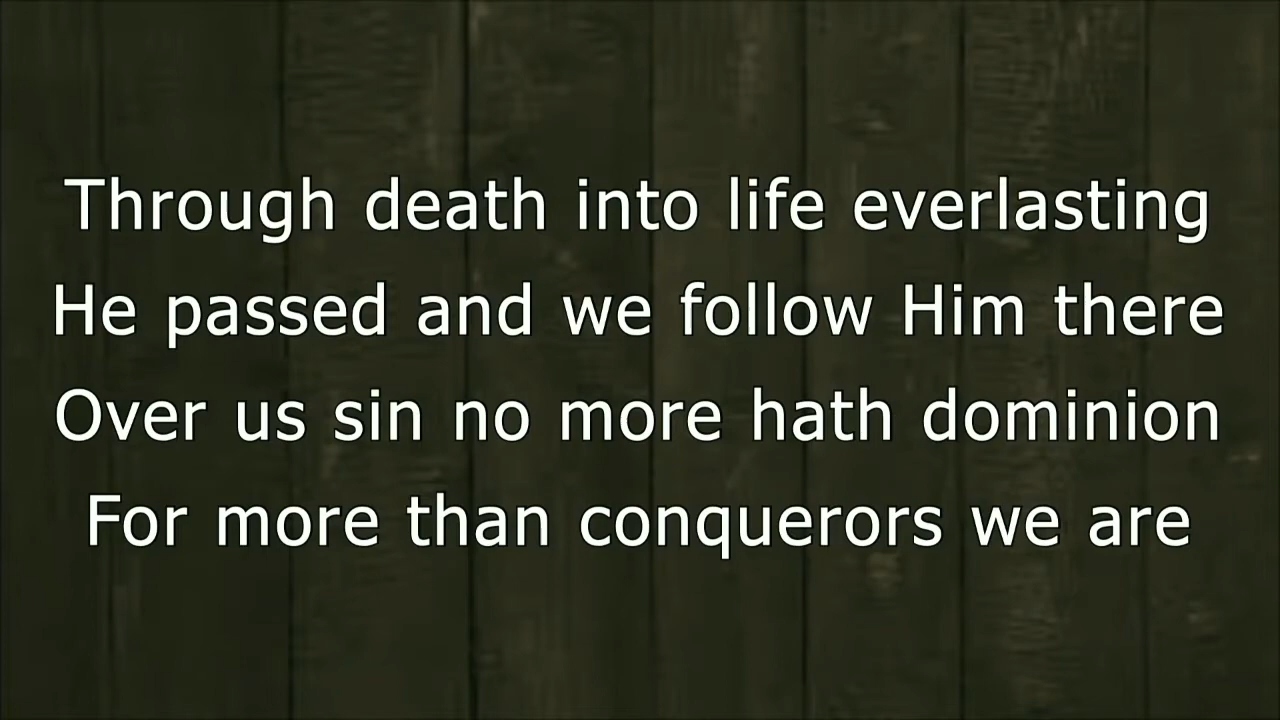 Through death into life everlasting
He passed and we follow Him there
Over us sin no more hath dominion
For more than conquerors we are